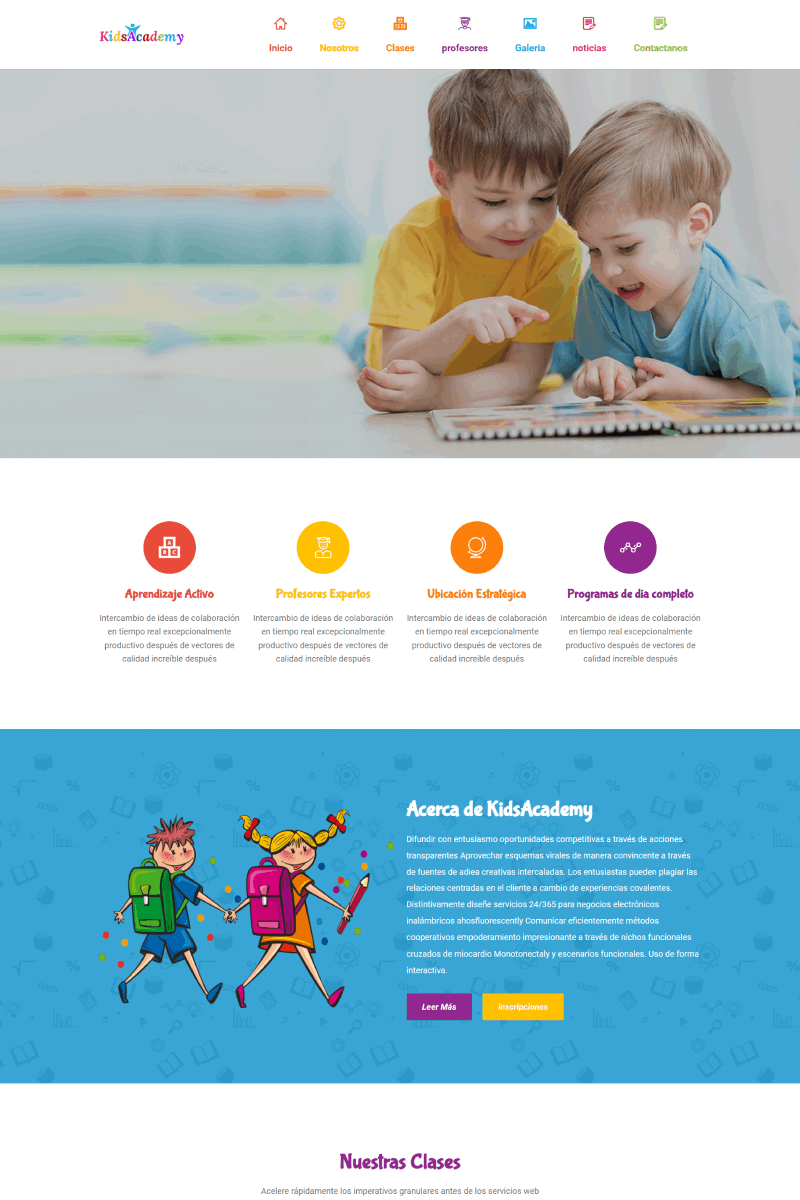 KidsAcademy
Inicio
Nosotros
Clases
profesores
Galeria
noticias
Contactanos
Aprendizaje Activo
Intercambio de ideas de colaboración
en tiempo real excepcionalmente
productivo después de vectores de
calidad increíble después
Profesores Expertos
Intercambio de ideas de colaboración
en tiempo real excepcionalmente
productivo después de vectores de
calidad increíble después
Ubicación Estratégica
Intercambio de ideas de colaboración
en tiempo real excepcionalmente
productivo después de vectores de
calidad increíble después
Programas de dia completo
Intercambio de ideas de colaboración
en tiempo real excepcionalmente
productivo después de vectores de
calidad increíble después
Acerca de KidsAcademy
Difundir con entusiasmo oportunidades competitivas a través de acciones
transparentes Aprovechar esquemas virales de manera convincente a través
de fuentes de adiea creativas intercaladas. Los entusiastas pueden plagiar las
relaciones centradas en el cliente a cambio de experiencias covalentes.
Distintivamente diseñe servicios 24/365 para negocios electrónicos
inalámbricos ahosfluorescently Comunicar eficientemente métodos
cooperativos empoderamiento impresionante a través de nichos funcionales
cruzados de miocardio Monotonectaly y escenarios funcionales. Uso de forma
interactiva.
Leer Más
inscripciones
Nuestras Clases
Acelere rápidamente los imperativos granulares antes de los servicios web